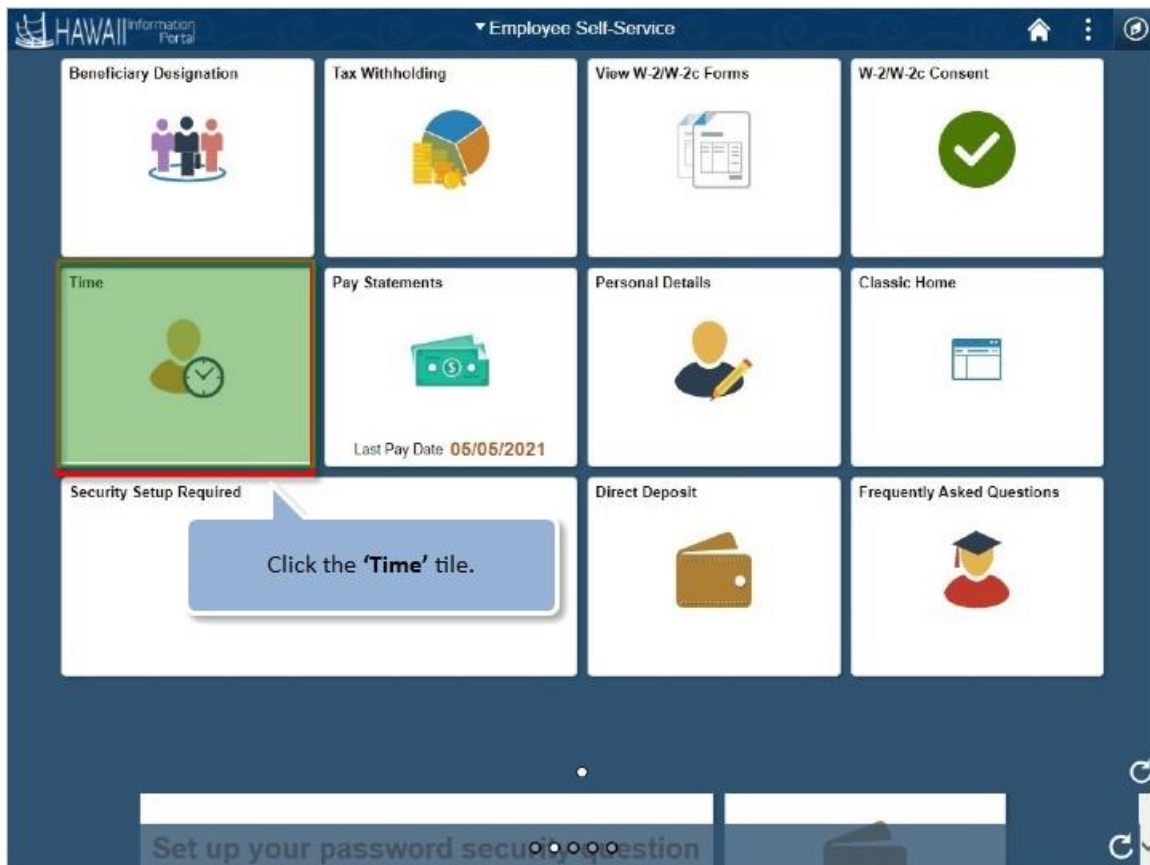 HAWAII Information
Portal
Employee Self-Service
Beneficiary Designation
Tax Withholding
View W-2/W-2c Forms
W-2/W-2c Consent
Time
Pay Statements
Last Pay Date 05/05/2021
Personal Details
Classic Home
Security Setup Required
Click the ‘Time’ tile.
Direct Deposit
Frequently Asked Questions
Set up your password security question